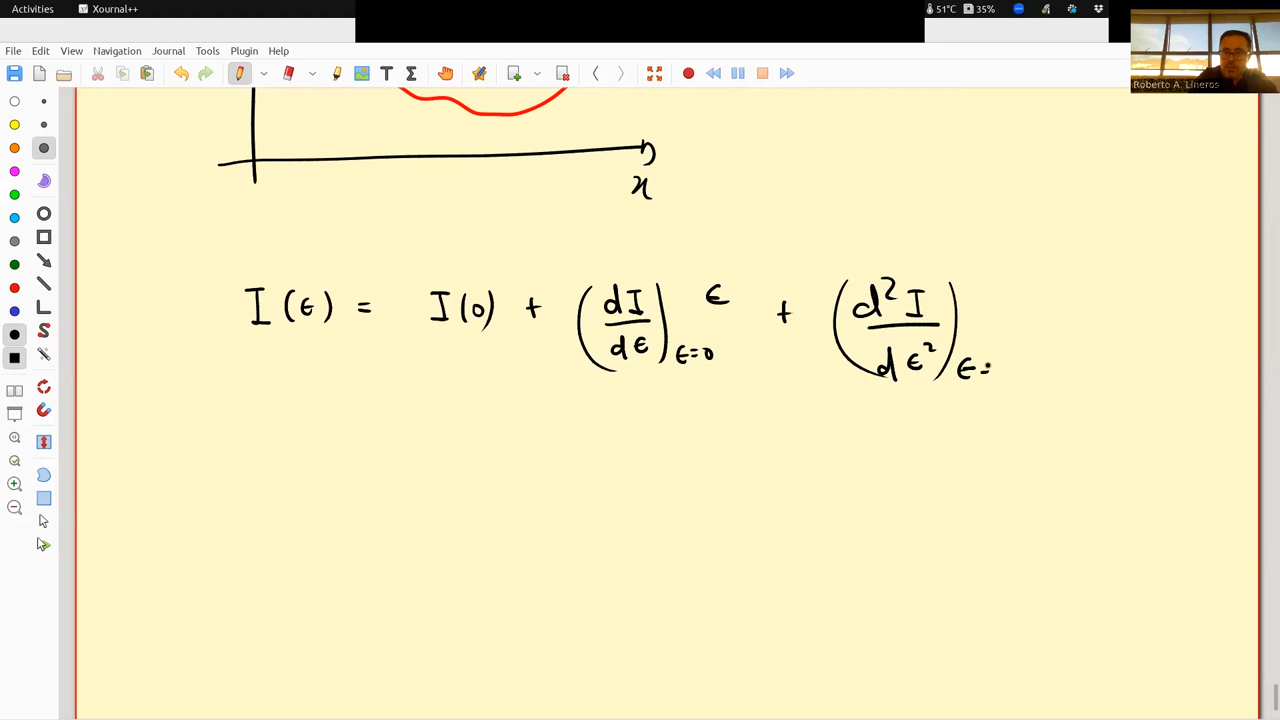 Activities Xournal++ 51°C 35%
File Edit View Navigation Journal Tools Plugin Help
Roberto A. Lineros
x
I(ϵ) = I(0) + (dI/dϵ)_{ϵ=0} ϵ + (d²I/dϵ²)_{ϵ=